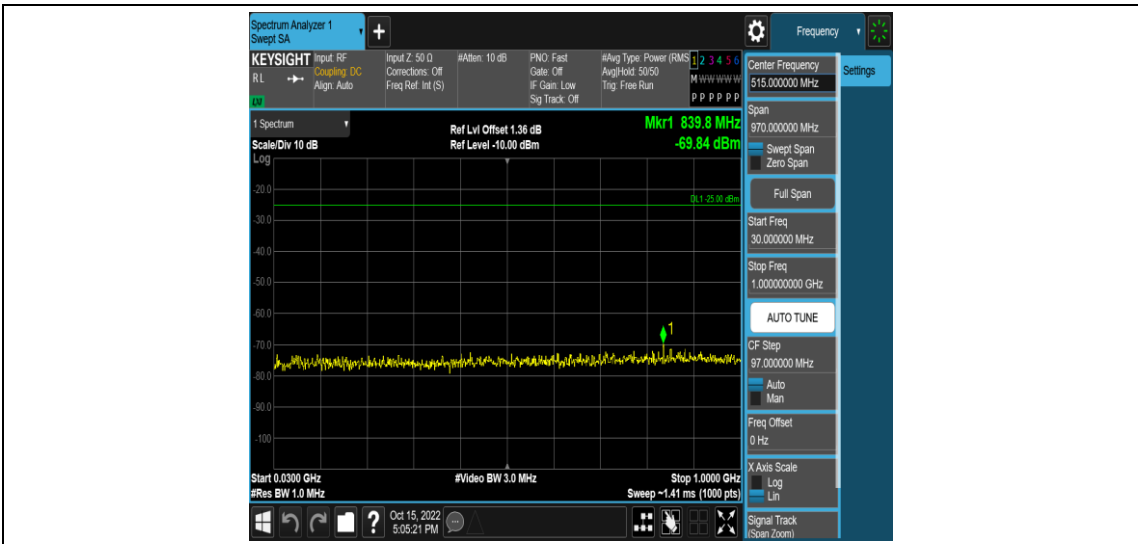 Spectrum Analyzer 1
Swept SA
+
Frequency
KEYSIGHT
RL
Input: RF
Coupling: DC
Align: Auto
Input Z: 50 Ω
Corrections: Off
Freq Ref: Int (S)
#Atten: 10 dB
PNO: Fast
Gate: Off
IF Gain: Low
Sig Track: Off
#Avg Type: Power (RMS
Avg|Hold: 50/50
Trig: Free Run
1 2 3 4 5 6
M W W W W W
P P P P P P
1 Spectrum
Scale/Div 10 dB
Ref Lvl Offset 1.36 dB
Ref Level -10.00 dBm
Mkr1 839.8 MHz
-69.84 dBm
Log
DL1 -25.00 dBm
-20.0
-30.0
-40.0
-50.0
-60.0
-70.0
-80.0
-90.0
-100
1
Start 0.0300 GHz
#Res BW 1.0 MHz
#Video BW 3.0 MHz
Stop 1.0000 GHz
Sweep ~1.41 ms (1000 pts)
?
Oct 15, 2022
5:05:21 PM
Center Frequency
515.000000 MHz
Settings
Span
970.000000 MHz
Swept Span
Zero Span
Full Span
Start Freq
30.000000 MHz
Stop Freq
1.000000000 GHz
AUTO TUNE
CF Step
97.000000 MHz
Auto
Man
Freq Offset
0 Hz
X Axis Scale
Log
Lin
Signal Track
(Span Zoom)